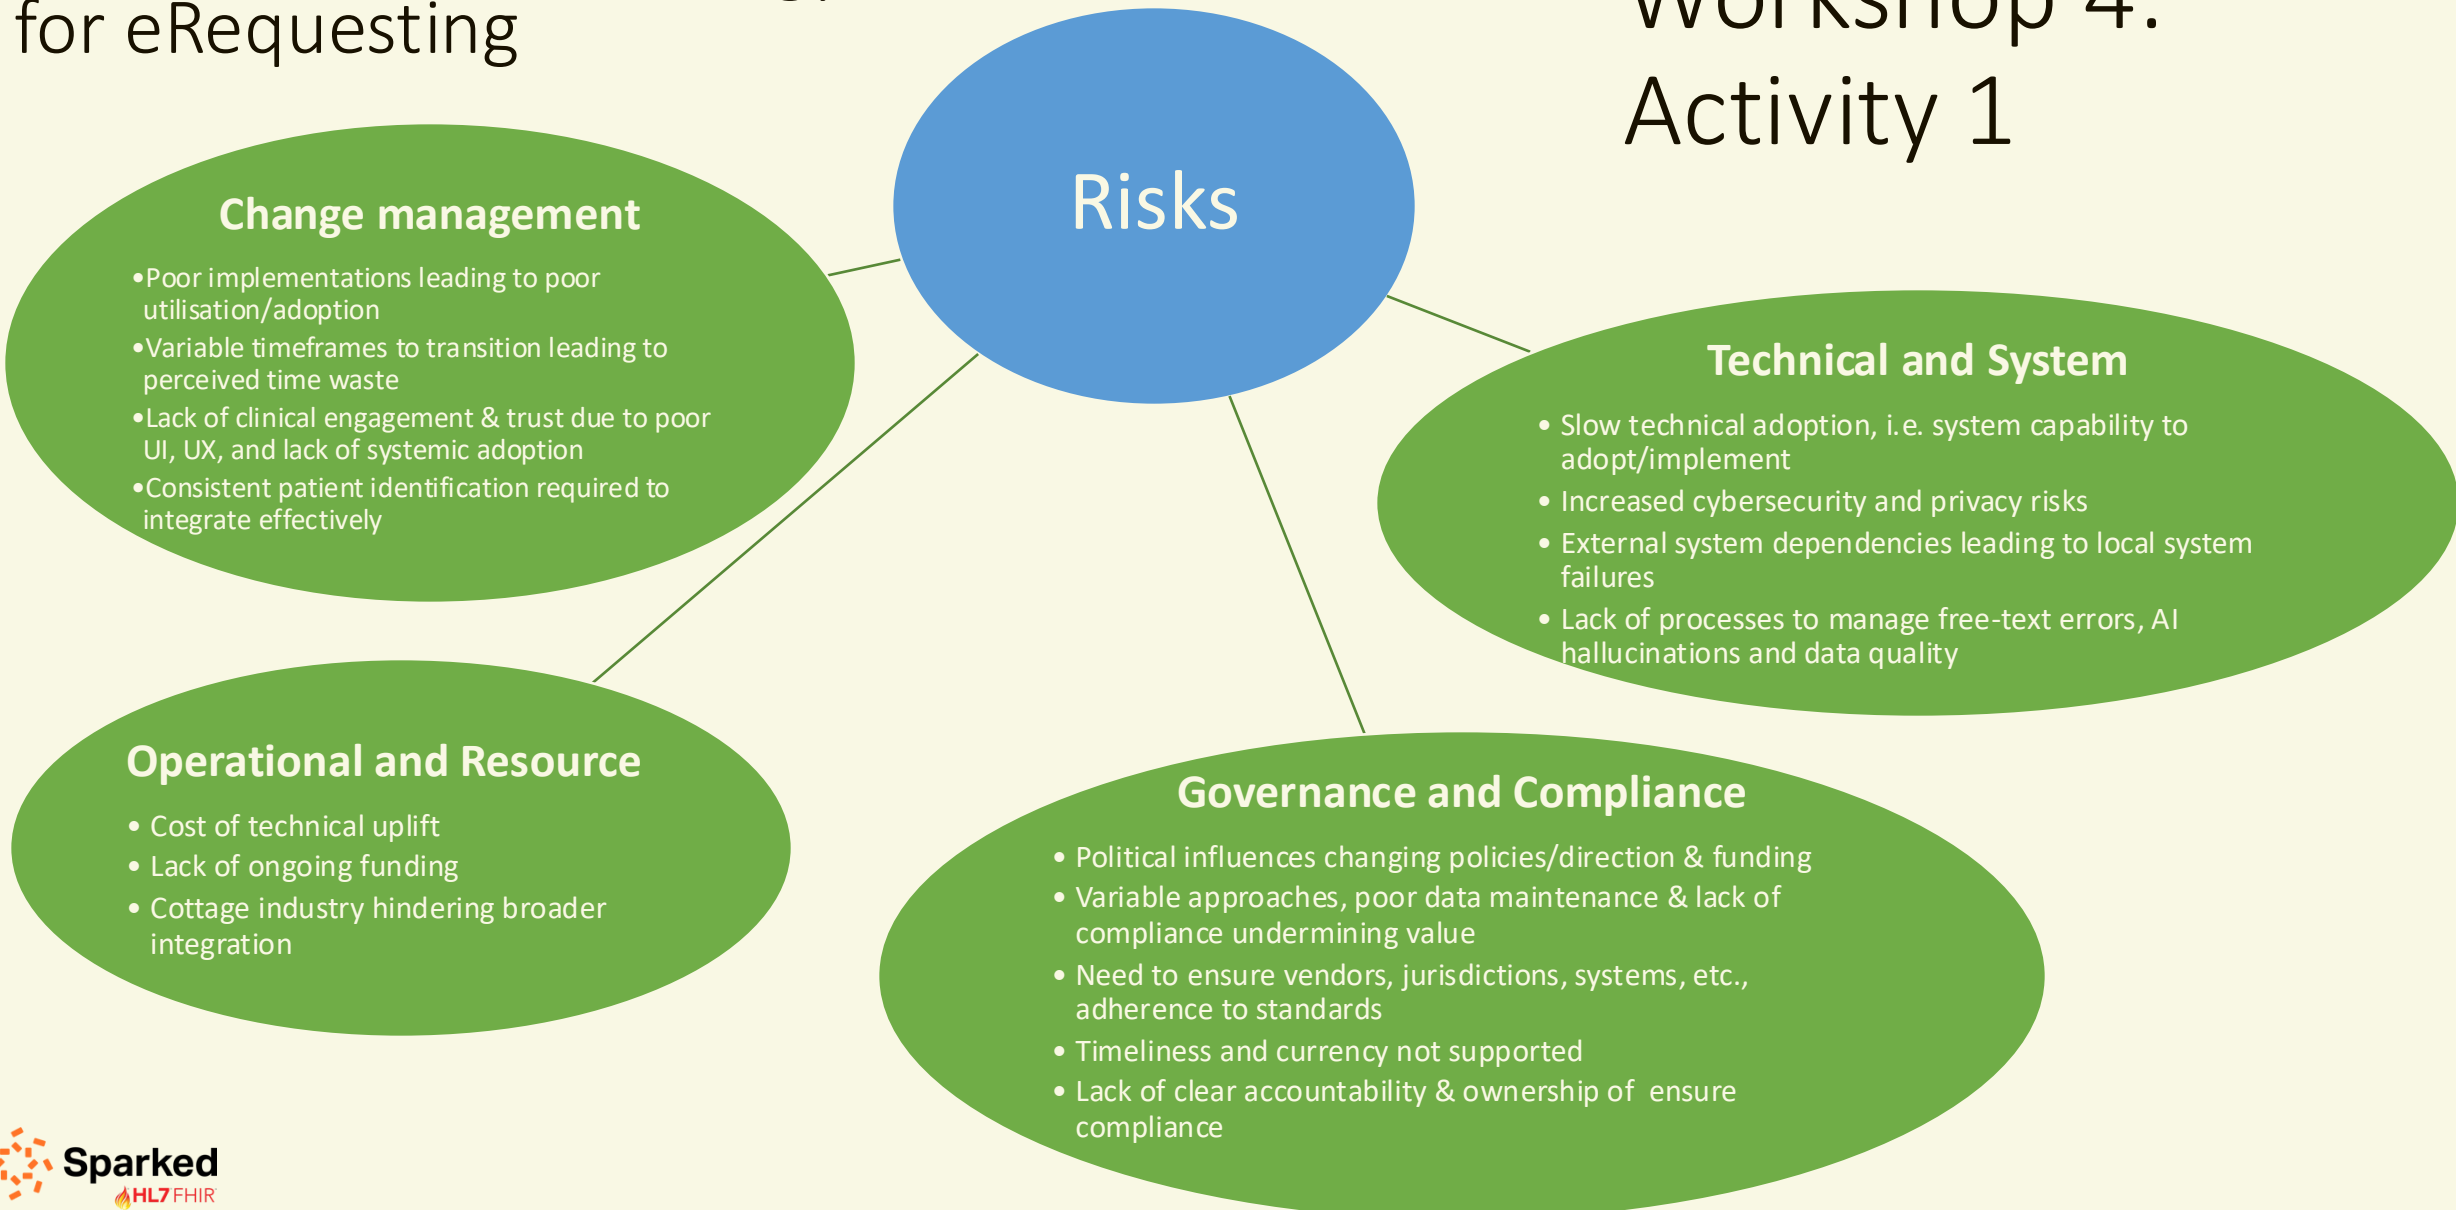 for eRequesting
Workshop 4:
Activity 1
Risks
Change management
•Poor implementations leading to poor
utilisation/adoption
•Variable timeframes to transition leading to
perceived time waste
•Lack of clinical engagement & trust due to poor
UI, UX, and lack of systemic adoption
•Consistent patient identification required to
integrate effectively
Technical and System
• Slow technical adoption, i.e. system capability to
adopt/implement
• Increased cybersecurity and privacy risks
• External system dependencies leading to local system
failures
• Lack of processes to manage free-text errors, AI
hallucinations and data quality
Operational and Resource
• Cost of technical uplift
• Lack of ongoing funding
• Cottage industry hindering broader
integration
Governance and Compliance
• Political influences changing policies/direction & funding
• Variable approaches, poor data maintenance & lack of
compliance undermining value
• Need to ensure vendors, jurisdictions, systems, etc.,
adherence to standards
• Timeliness and currency not supported
• Lack of clear accountability & ownership of  ensure
compliance
Sparked
HL7 FHIR